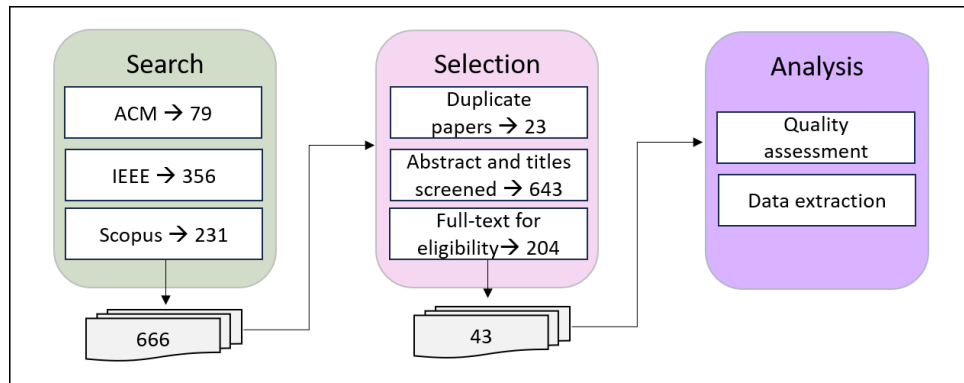 Search
ACM → 79
IEEE → 356
Scopus → 231
666
Selection
Duplicate
papers → 23
Abstract and titles
screened → 643
Full-text for
eligibility → 204
43
Analysis
Quality
assessment
Data extraction